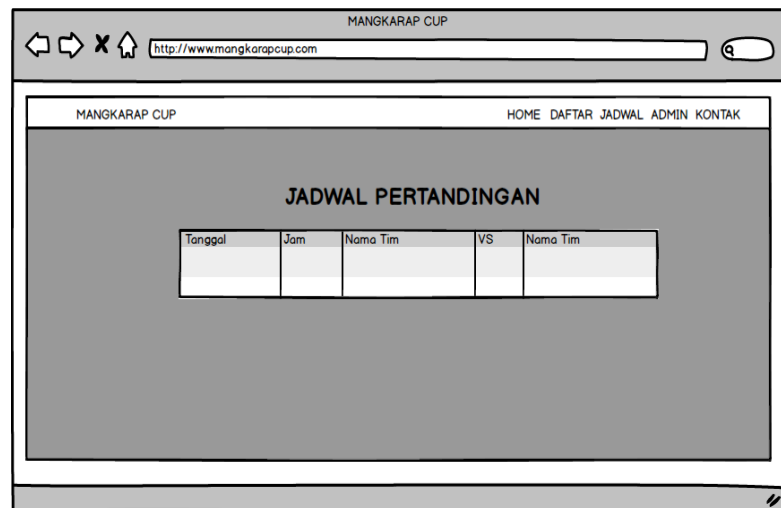 MANGKARAP CUP
http://www.mangkarapcup.com
MANGKARAP CUP HOME DAFTAR JADWAL ADMIN KONTAK
JADWAL PERTANDINGAN
Tanggal Jam Nama Tim VS Nama Tim